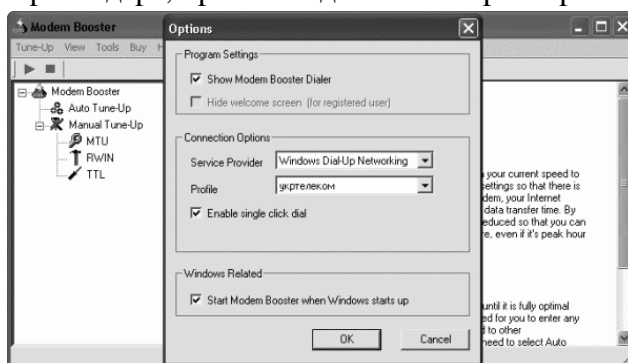 Modem Booster
Options
Tune-Up View Tools Buy
Program Settings
Show Modem Booster Dialer
Hide welcome screen (for registered user)
Modem Booster
Auto Tune-Up
Manual Tune-Up
MTU
RWIN
TTL
Connection Options
Service Provider Windows Dial-Up Networking
Profile укртелеком
Enable single click dial
your current speed to
settings so that there is
dem, your Internet
data transfer time. By
educed so that you can
re, even if it's peak hour
Windows Related
Start Modem Booster when Windows starts up
until it is fully optimal
ed for you to enter any
d to other
need to select Auto
OK Cancel